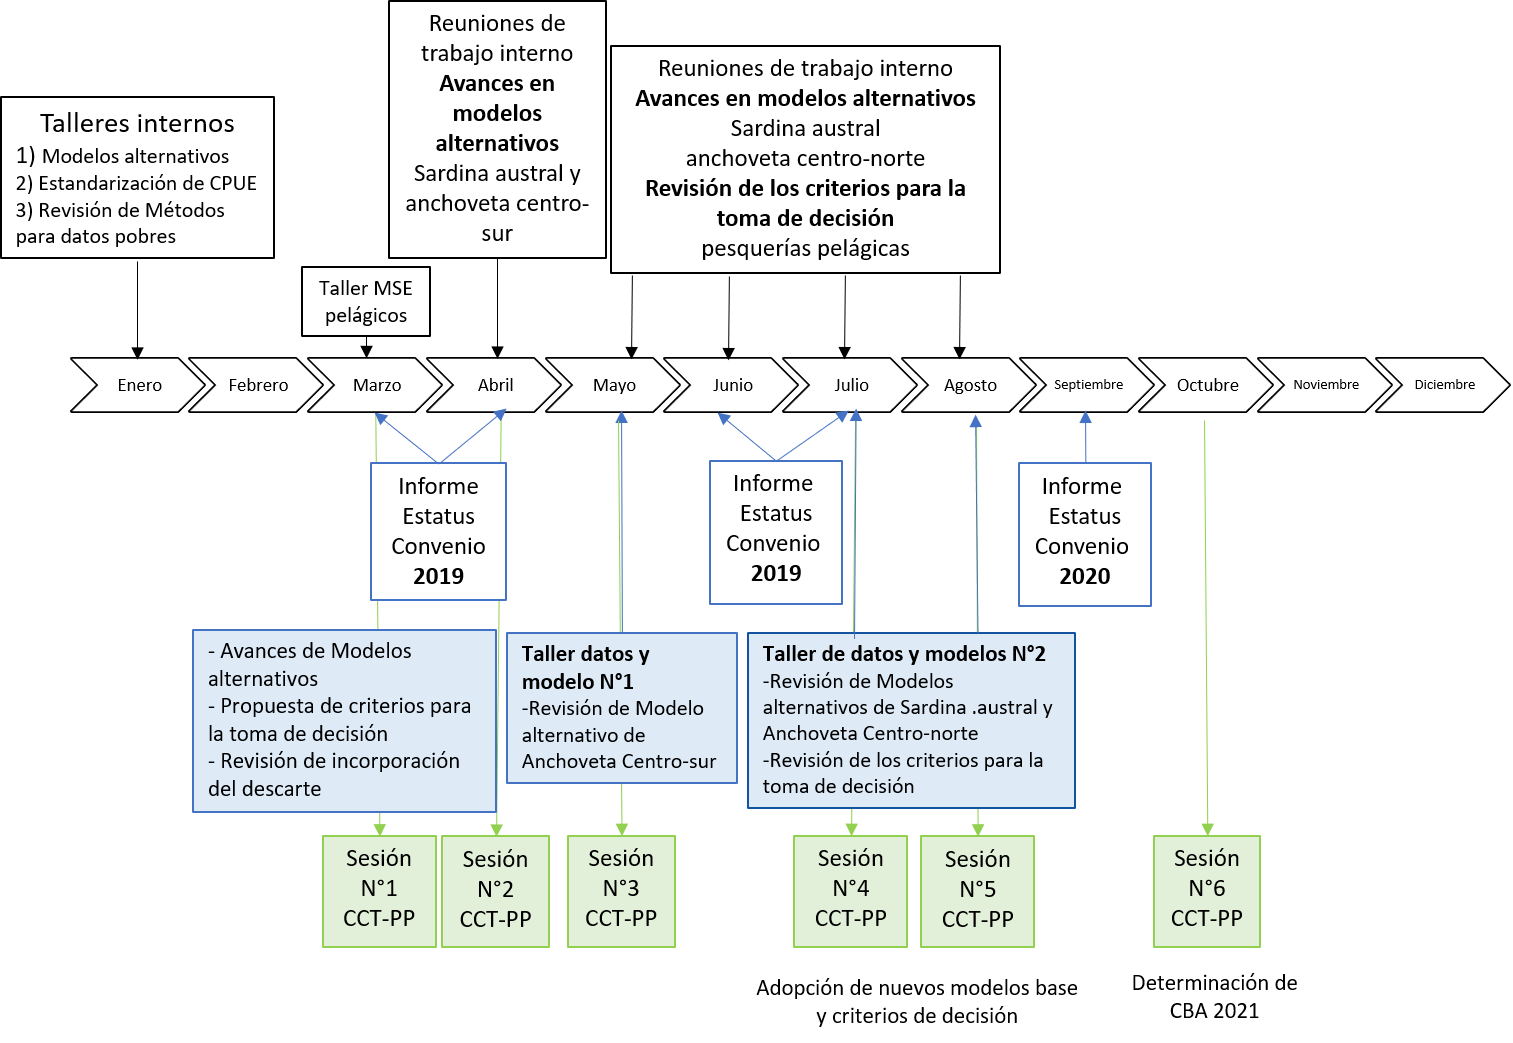 Talleres internos
1) Modelos alternativos
2) Estandarización de CPUE
3) Revisión de Métodos
para datos pobres
Taller MSE
pelágicos
Reuniones de
trabajo interno
Avances en
modelos
alternativos
Sardina austral y
anchoveta centro-
sur
Reuniones de trabajo interno
Avances en modelos alternativos
Sardina austral
anchoveta centro-norte
Revisión de los criterios para la
toma de decisión
pesquerías pelágicas
Enero
Febrero
Marzo
Abril
Mayo
Junio
Julio
Agosto
Septiembre
Octubre
Noviembre
Diciembre
Informe
Estatus
Convenio
2019
Informe
Estatus
Convenio
2019
Informe
Estatus
Convenio
2020
- Avances de Modelos
alternativos
- Propuesta de criterios para
la toma de decisión
- Revisión de incorporación
del descarte
Taller datos y
modelo N°1
-Revisión de Modelo
alternativo de
Anchoveta Centro-sur
Taller de datos y modelos N°2
-Revisión de Modelos
alternativos de Sardina .austral y
Anchoveta Centro-norte
-Revisión de los criterios para la
toma de decisión
Sesión
N°1
CCT-PP
Sesión
N°2
CCT-PP
Sesión
N°3
CCT-PP
Sesión
N°4
CCT-PP
Sesión
N°5
CCT-PP
Sesión
N°6
CCT-PP
Adopción de nuevos modelos base
y criterios de decisión
Determinación de
CBA 2021